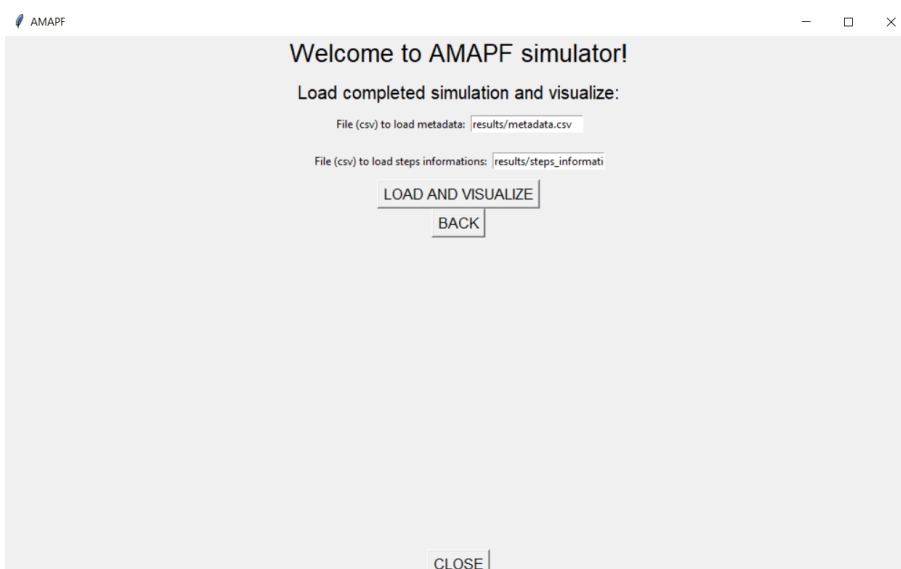 AMAPF
Welcome to AMAPF simulator!
Load completed simulation and visualize:
File (csv) to load metadata: results/metadata.csv
File (csv) to load steps informations: results/steps_informati
LOAD AND VISUALIZE
BACK
CLOSE